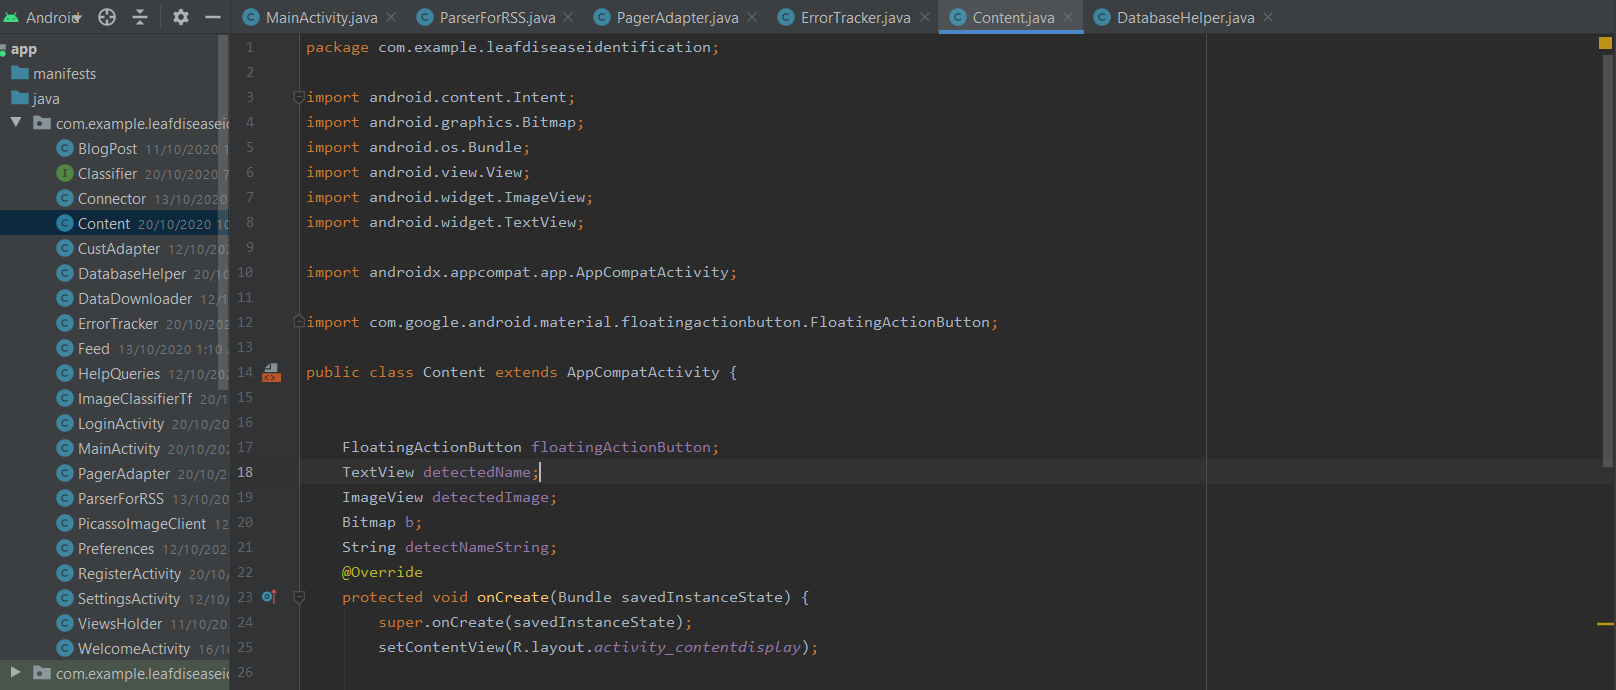 Android
MainActivity.java
ParserForRSS.java
PagerAdapter.java
ErrorTracker.java
Content.java
DatabaseHelper.java
app
manifests
java
com.example.leafdiseaseid
BlogPost 11/10/2020 1
Classifier 20/10/2020 7
Connector 13/10/2020
Content 20/10/2020 10
CustAdapter 12/10/202
DatabaseHelper 20/10
DataDownloader 12/1
ErrorTracker 20/10/202
Feed 13/10/2020 1:10
HelpQueries 12/10/202
ImageClassifierTf 20/1
LoginActivity 20/10/20
MainActivity 20/10/202
PagerAdapter 20/10/2
ParserForRSS 13/10/20
PicassoImageClient 12
Preferences 12/10/202
RegisterActivity 20/10/
SettingsActivity 12/10/
ViewsHolder 11/10/20
WelcomeActivity 16/1
com.example.leafdiseaseid
1 package com.example.leafdiseaseidentification;
2
3 import android.content.Intent;
4 import android.graphics.Bitmap;
5 import android.os.Bundle;
6 import android.view.View;
7 import android.widget.ImageView;
8 import android.widget.TextView;
9
10 import androidx.appcompat.app.AppCompatActivity;
11
12 import com.google.android.material.floatingactionbutton.FloatingActionButton;
13
14 public class Content extends AppCompatActivity {
15
16
17 FloatingActionButton floatingActionButton;
18 TextView detectedName;
19 ImageView detectedImage;
20 Bitmap b;
21 String detectNameString;
22 @Override
23 protected void onCreate(Bundle savedInstanceState) {
24 super.onCreate(savedInstanceState);
25 setContentView(R.layout.activity_contentdisplay);
26